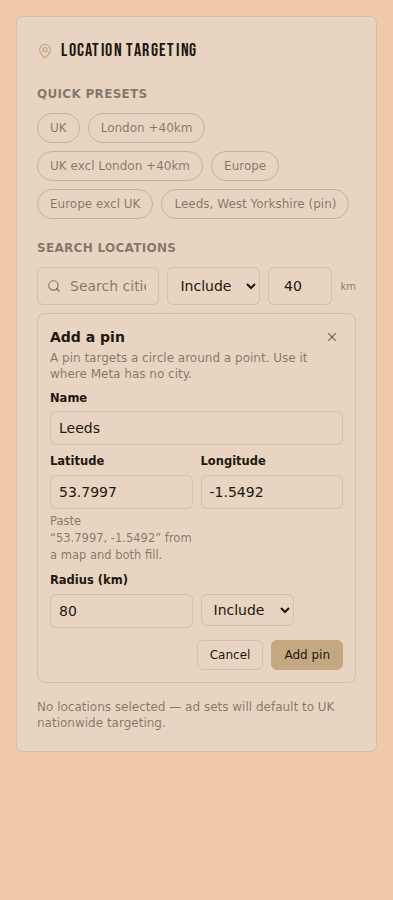 LOCATION TARGETING
QUICK PRESETS
UK
London +40km
UK excl London +40km
Europe
Europe excl UK
Leeds, West Yorkshire (pin)
SEARCH LOCATIONS
Search citi
Include
40
km
Add a pin
A pin targets a circle around a point. Use it
where Meta has no city.
Name
Leeds
Latitude
Longitude
53.7997
-1.5492
Paste
“53.7997, -1.5492” from
a map and both fill.
Radius (km)
80
Include
Cancel
Add pin
No locations selected — ad sets will default to UK
nationwide targeting.